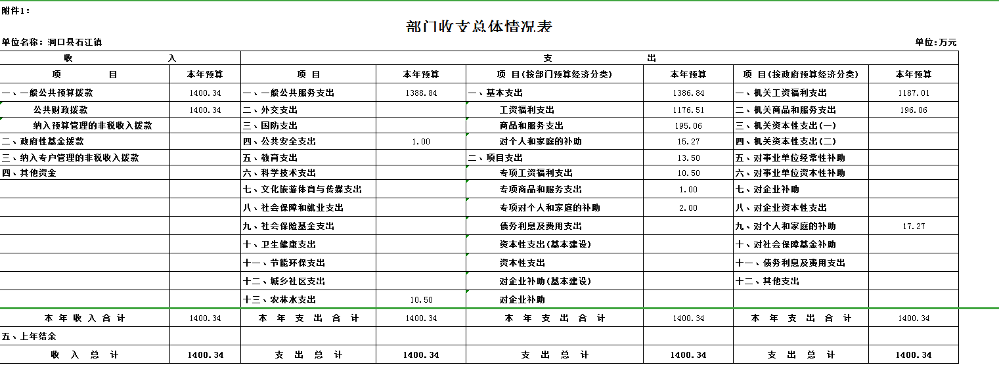 附件1：
部门收支总体情况表
单位名称：洞口县石江镇 单位:万元
收 入 支 出
项 目 本年预算 项 目 本年预算 项 目(按部门预算经济分类) 本年预算 项 目(按政府预算经济分类) 本年预算
一、一般公共预算拨款 1400.34 一、一般公共服务支出 1388.84 一、基本支出 1386.84 一、机关工资福利支出 1187.01
公共财政拨款 1400.34 二、外交支出 工资福利支出 1176.51 二、机关商品和服务支出 196.06
纳入预算管理的非税收入拨款 三、国防支出 商品和服务支出 195.06 三、机关资本性支出(一)
二、政府性基金拨款 四、公共安全支出 1.00 对个人和家庭的补助 15.27 四、机关资本性支出(二)
三、纳入专户管理的非税收入拨款 五、教育支出 二、项目支出 13.50 五、对事业单位经常性补助
四、其他资金 六、科学技术支出 专项工资福利支出 10.50 六、对事业单位资本性补助
七、文化旅游体育与传媒支出 专项商品和服务支出 1.00 七、对企业补助
八、社会保障和就业支出 专项对个人和家庭的补助 2.00 八、对企业资本性支出
九、社会保险基金支出 债务利息及费用支出 九、对个人和家庭的补助 17.27
十、卫生健康支出 资本性支出(基本建设) 十、对社会保障基金补助
十一、节能环保支出 资本性支出 十一、债务利息及费用支出
十二、城乡社区支出 对企业补助(基本建设) 十二、其他支出
十三、农林水支出 10.50 对企业补助
本 年 收 入 合 计 1400.34 本 年 支 出 合 计 1400.34 本 年 支 出 合 计 1400.34 本 年 支 出 合 计 1400.34
五、上年结余
收 入 总 计 1400.34 支 出 总 计 1400.34 支 出 总 计 1400.34 支 出 总 计 1400.34